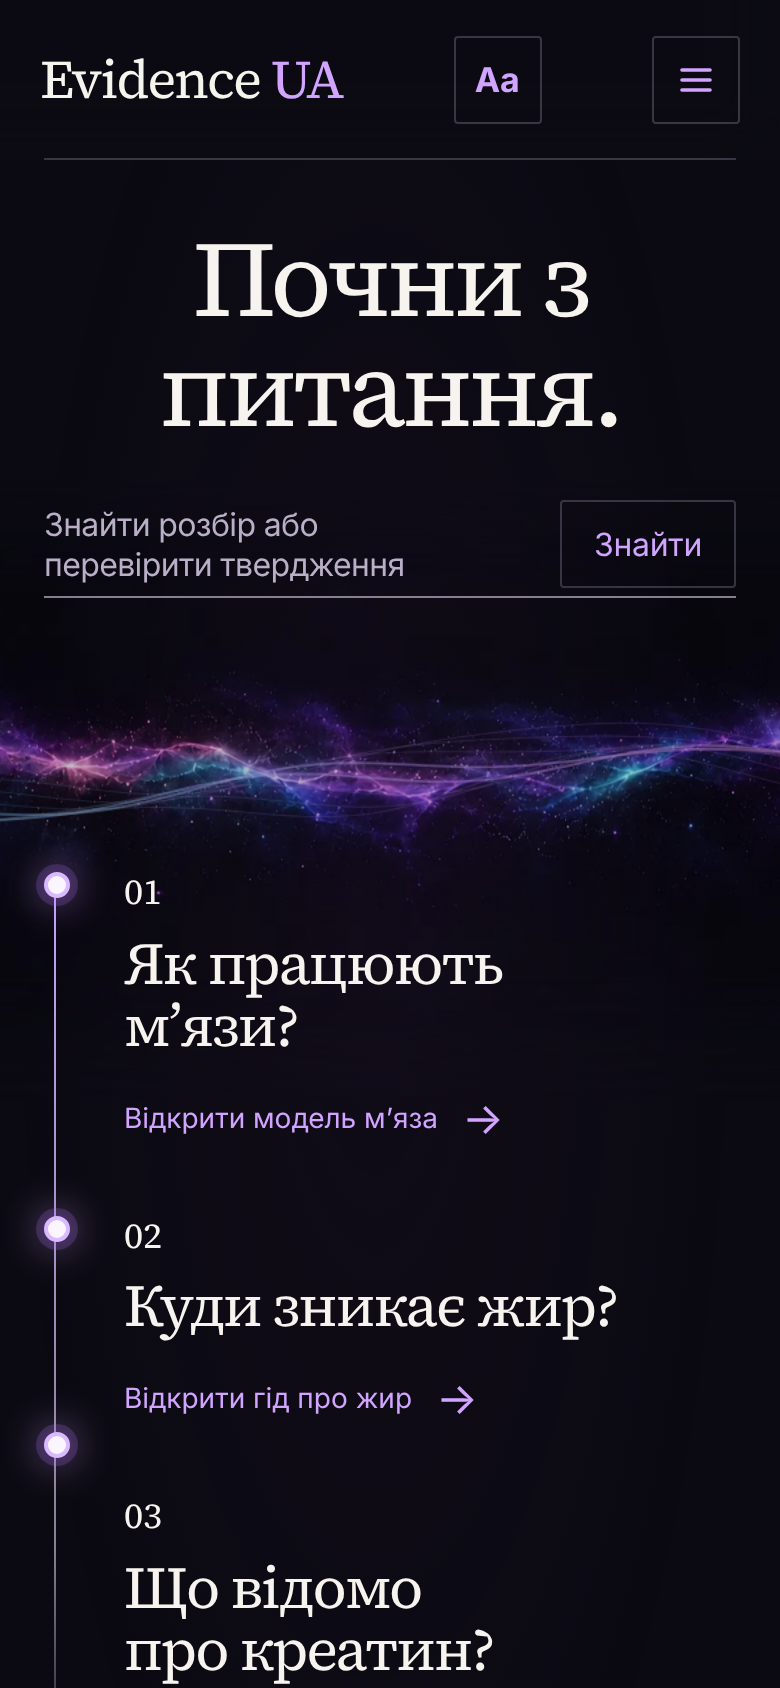 Evidence UA
Aa
Почни з
питання.
Знайти розбір або
перевірити твердження
Знайти
01
Як працюють
м’язи?
Відкрити модель м’яза
02
Куди зникає жир?
Відкрити гід про жир
03
Що відомо
про креатин?